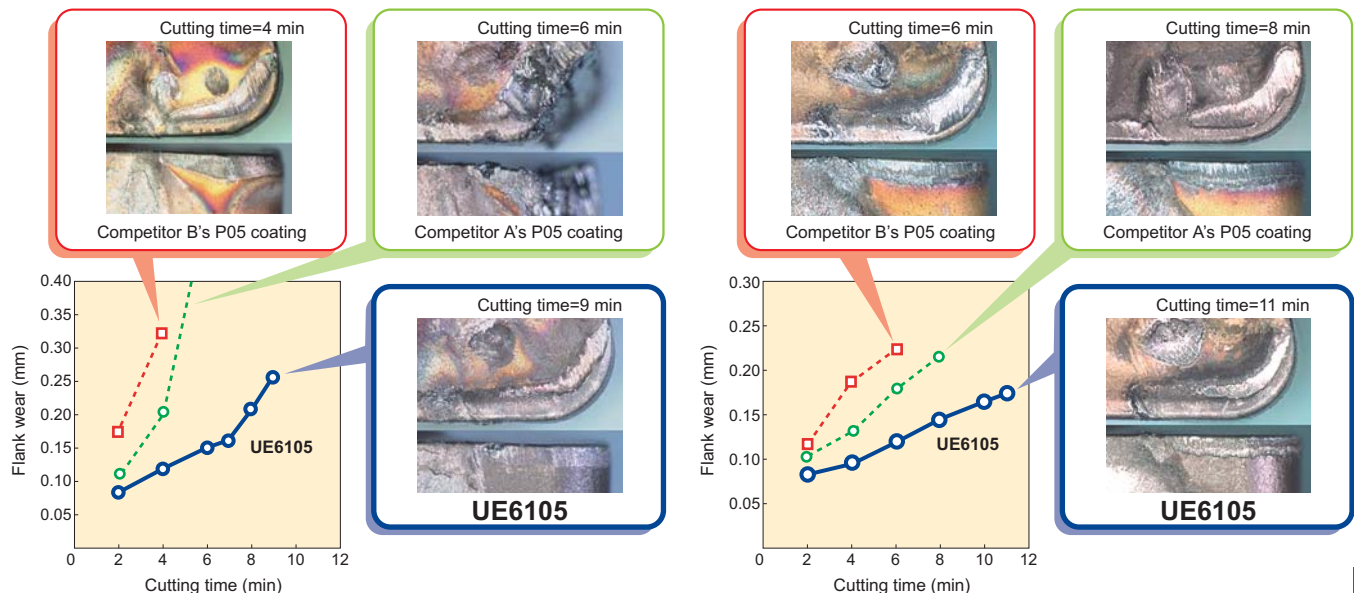 Cutting time=4 min
Competitor B's P05 coating
Cutting time=6 min
Competitor A's P05 coating
0.40
0.35
0.30
0.25
0.20
0.15
0.10
0.05
0 2 4 6 8 10 12
Flank wear (mm)
Cutting time (min)
UE6105
Cutting time=9 min
UE6105
Cutting time=6 min
Competitor B's P05 coating
Cutting time=8 min
Competitor A's P05 coating
0.30
0.25
0.20
0.15
0.10
0.05
0 2 4 6 8 10 12
Flank wear (mm)
Cutting time (min)
UE6105
Cutting time=11 min
UE6105